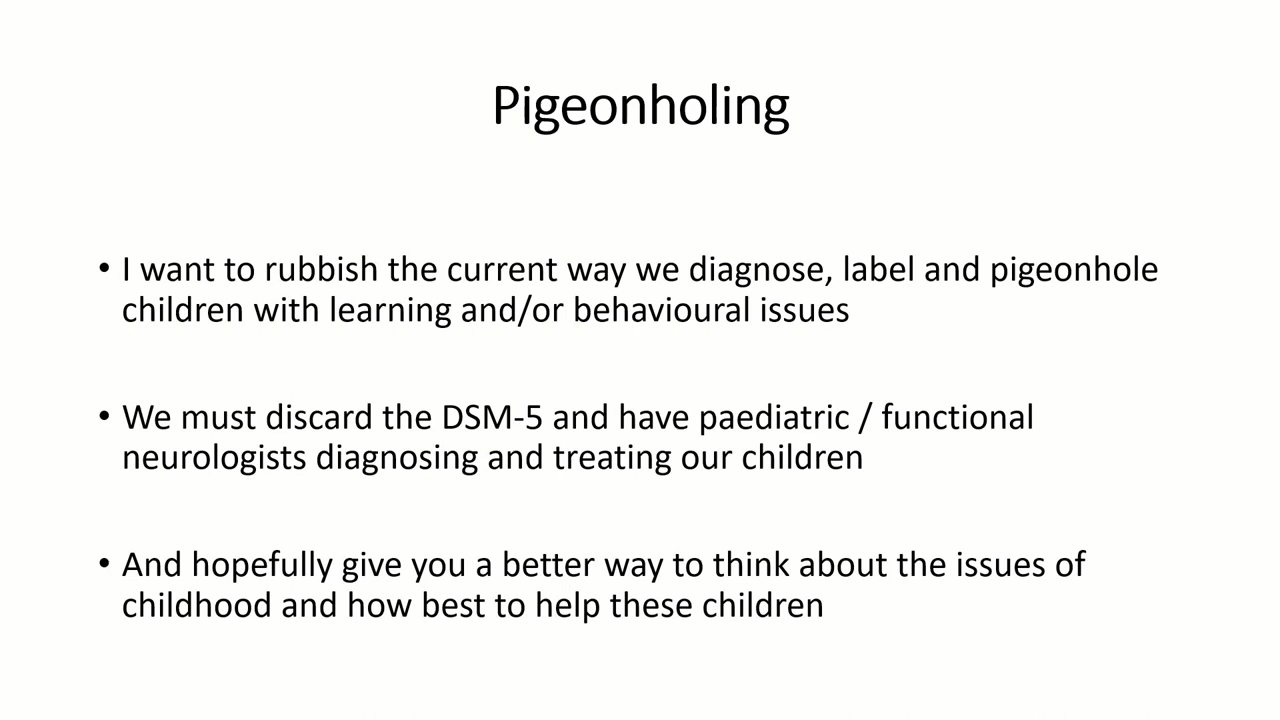 Pigeonholing
• I want to rubbish the current way we diagnose, label and pigeonhole
children with learning and/or behavioural issues
• We must discard the DSM-5 and have paediatric / functional
neurologists diagnosing and treating our children
• And hopefully give you a better way to think about the issues of
childhood and how best to help these children